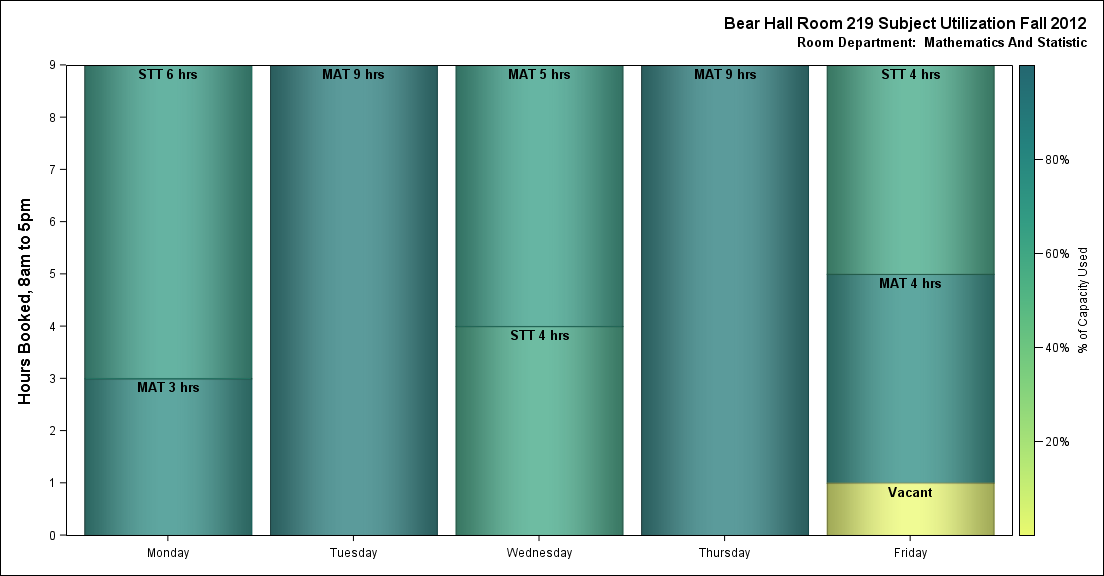 Bear Hall Room 219 Subject Utilization Fall 2012
Room Department: Mathematics And Statistic
Hours Booked, 8am to 5pm
9
8
7
6
5
4
3
2
1
0
STT 6 hrs
MAT 3 hrs
MAT 9 hrs
MAT 5 hrs
STT 4 hrs
MAT 9 hrs
STT 4 hrs
MAT 4 hrs
Vacant
Monday
Tuesday
Wednesday
Thursday
Friday
80%
60%
40%
20%
% of Capacity Used